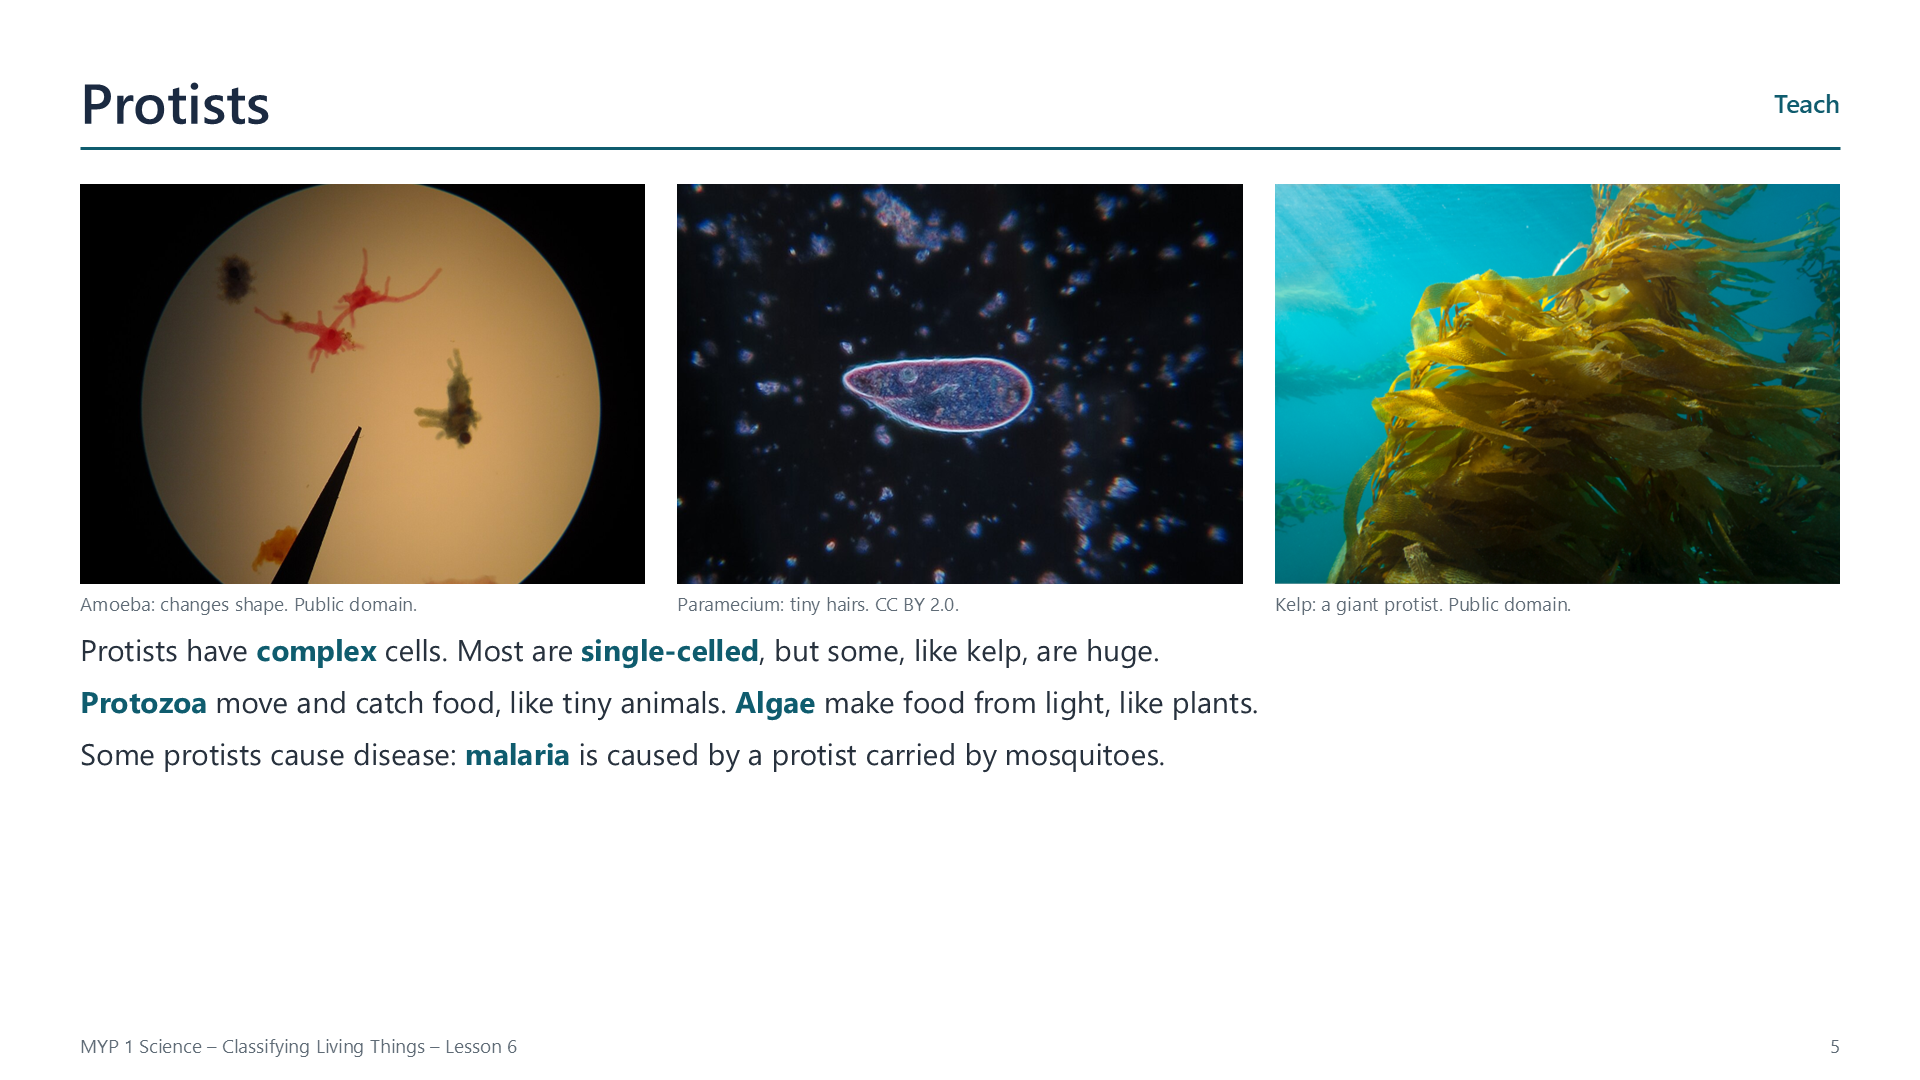 Protists
Teach
Amoeba: changes shape. Public domain.
Paramecium: tiny hairs. CC BY 2.0.
Kelp: a giant protist. Public domain.
Protists have complex cells. Most are single-celled, but some, like kelp, are huge.
Protozoa move and catch food, like tiny animals. Algae make food from light, like plants.
Some protists cause disease: malaria is caused by a protist carried by mosquitoes.
MYP 1 Science – Classifying Living Things – Lesson 6
5